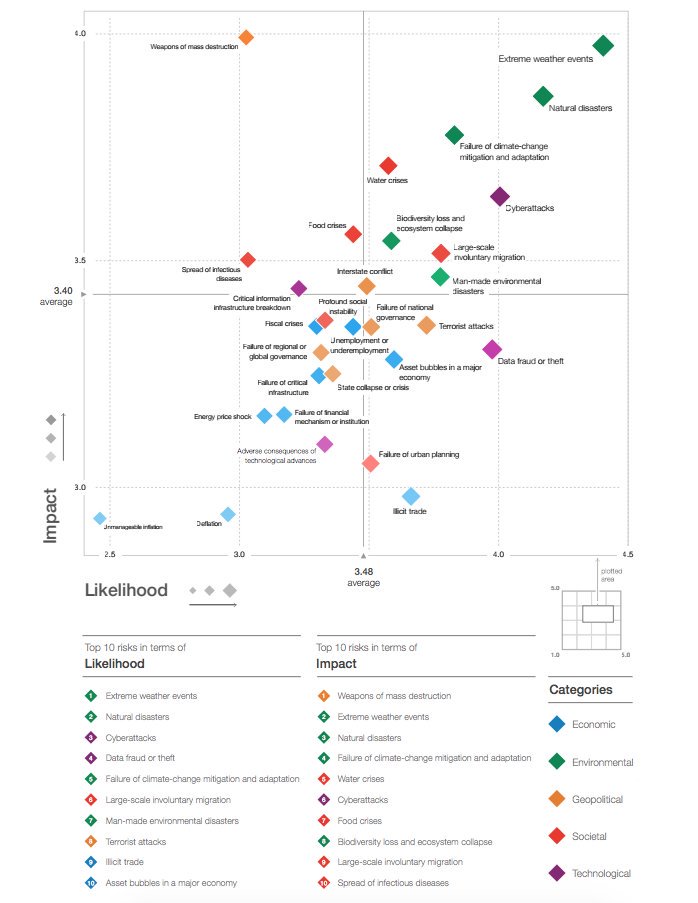 4.0
Weapons of mass destruction
Extreme weather events
Natural disasters
Failure of climate-change
mitigation and adaptation
Water crises
Cyberattacks
Biodiversity loss and
ecosystem collapse
Food crises
Large-scale
involuntary migration
3.5
Spread of infectious
diseases
Interstate conflict
Man-made environmental
disasters
3.40
average
Critical information
infrastructure breakdown
Profound social
instability
Failure of national
governance
Fiscal crises
Terrorist attacks
Unemployment or
underemployment
Failure of regional or
global governance
Data fraud or theft
Asset bubbles in a major
economy
Failure of critical
infrastructure
State collapse or crisis
Energy price shock
Failure of financial
mechanism or institution
Adverse consequences of
technological advances
Failure of urban planning
3.0
Illicit trade
Unmanageable inflation
Deflation
Impact
2.5
3.0
4.0
4.5
3.48
average
Likelihood
plotted
area
5.0
1.0
5.0
Top 10 risks in terms of
Likelihood
1 Extreme weather events
2 Natural disasters
3 Cyberattacks
4 Data fraud or theft
5 Failure of climate-change mitigation and adaptation
6 Large-scale involuntary migration
7 Man-made environmental disasters
8 Terrorist attacks
9 Illicit trade
10 Asset bubbles in a major economy
Top 10 risks in terms of
Impact
1 Weapons of mass destruction
2 Extreme weather events
3 Natural disasters
4 Failure of climate-change mitigation and adaptation
5 Water crises
6 Cyberattacks
7 Food crises
8 Biodiversity loss and ecosystem collapse
9 Large-scale involuntary migration
10 Spread of infectious diseases
Categories
Economic
Environmental
Geopolitical
Societal
Technological